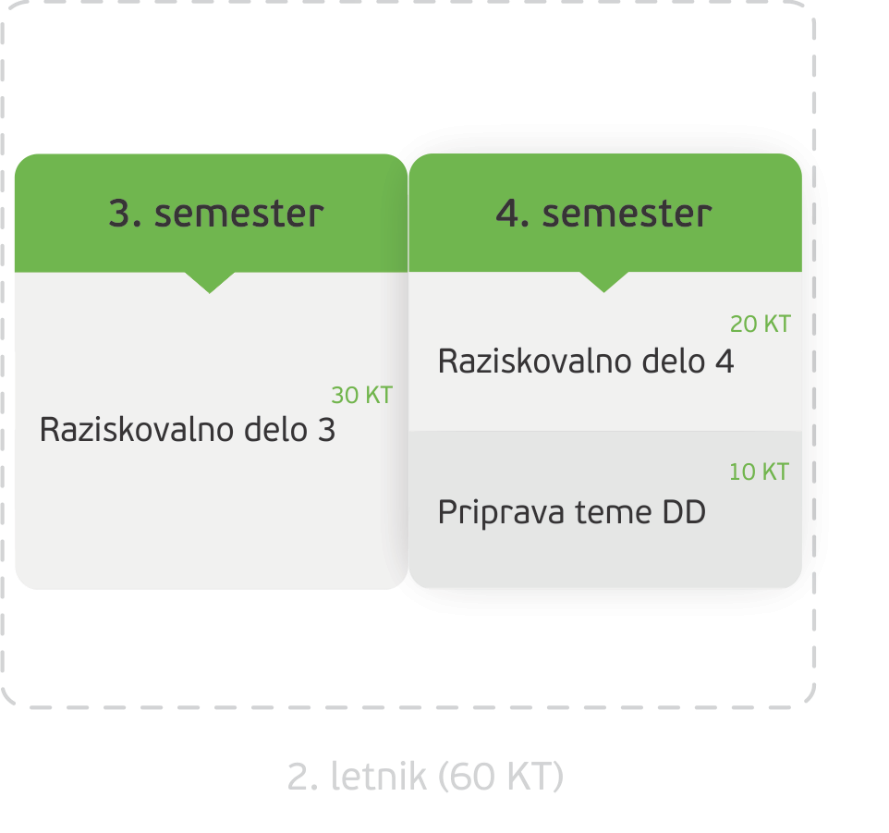 3. semester
30 KT
Raziskovalno delo 3
4. semester
20 KT
Raziskovalno delo 4
10 KT
Priprava teme DD
2. letnik (60 KT)